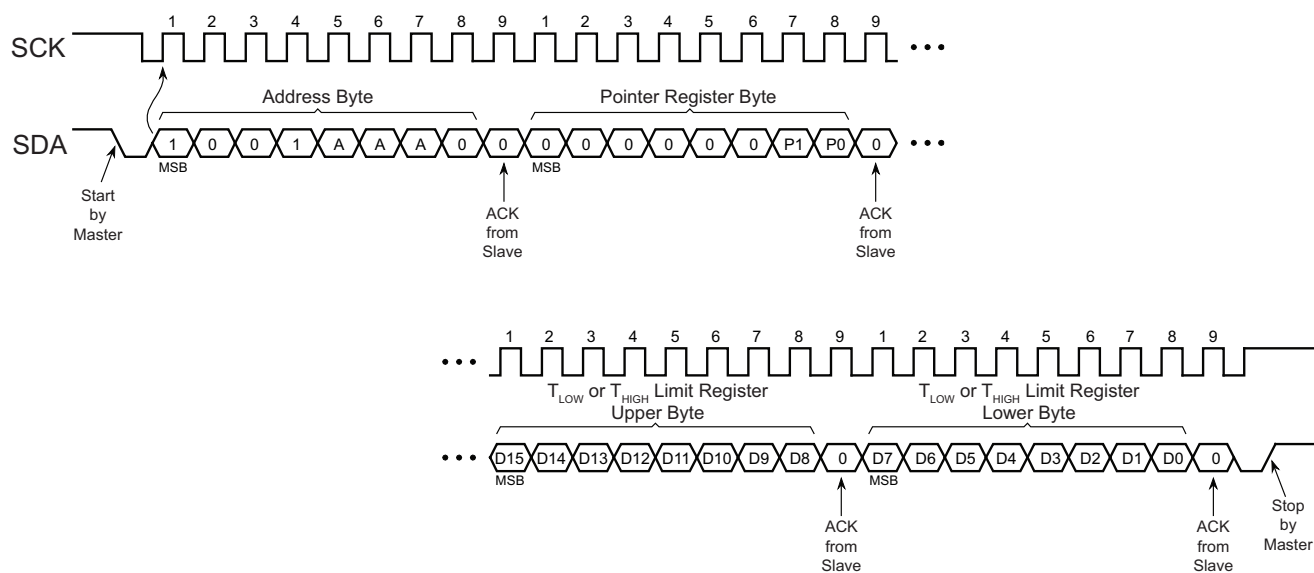 1 2 3 4 5 6 7 8 9 1 2 3 4 5 6 7 8 9
SCK
Address Byte Pointer Register Byte
SDA 1 0 0 1 A A A 0 0 0 0 0 0 0 0 P1 P0 0
MSB MSB
Start
by
Master
ACK
from
Slave
ACK
from
Slave
1 2 3 4 5 6 7 8 9 1 2 3 4 5 6 7 8 9
TLOW or THIGH Limit Register TLOW or THIGH Limit Register
Upper Byte Lower Byte
D15 D14 D13 D12 D11 D10 D9 D8 0 D7 D6 D5 D4 D3 D2 D1 D0 0
MSB MSB
ACK
from
Slave
ACK
from
Slave
Stop
by
Master